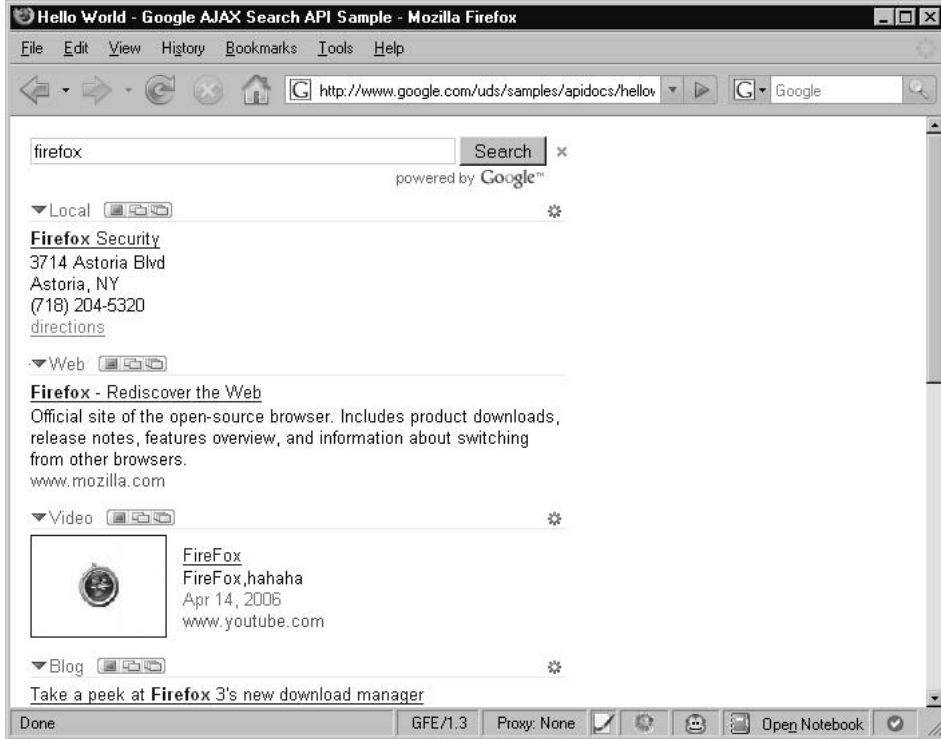 Hello World - Google AJAX Search API Sample - Mozilla Firefox
File Edit View History Bookmarks Tools Help
G http://www.google.com/uds/samples/apidocs/hellow G Google
firefox Search ×
powered by Google™
Local
Firefox Security
3714 Astoria Blvd
Astoria, NY
(718) 204-5320
directions
Web
Firefox - Rediscover the Web
Official site of the open-source browser. Includes product downloads,
release notes, features overview, and information about switching
from other browsers.
www.mozilla.com
Video
FireFox
FireFox,hahaha
Apr 14, 2006
www.youtube.com
Blog
Take a peek at Firefox 3's new download manager
Done GFE/1.3 Proxy: None Open Notebook